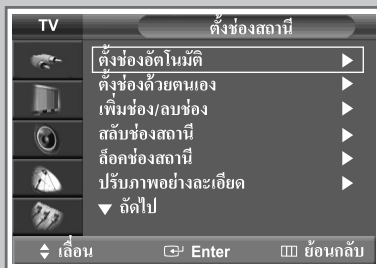 TV ตั้งช่องสถานี
ตั้งช่องอัตโนมัติ
ตั้งช่องด้วยตนเอง
เพิ่มช่อง/ลบช่อง
สลับช่องสถานี
ล็อคช่องสถานี
ปรับภาพอย่างละเอียด
ถัดไป
เลื่อน Enter ย้อนกลับ